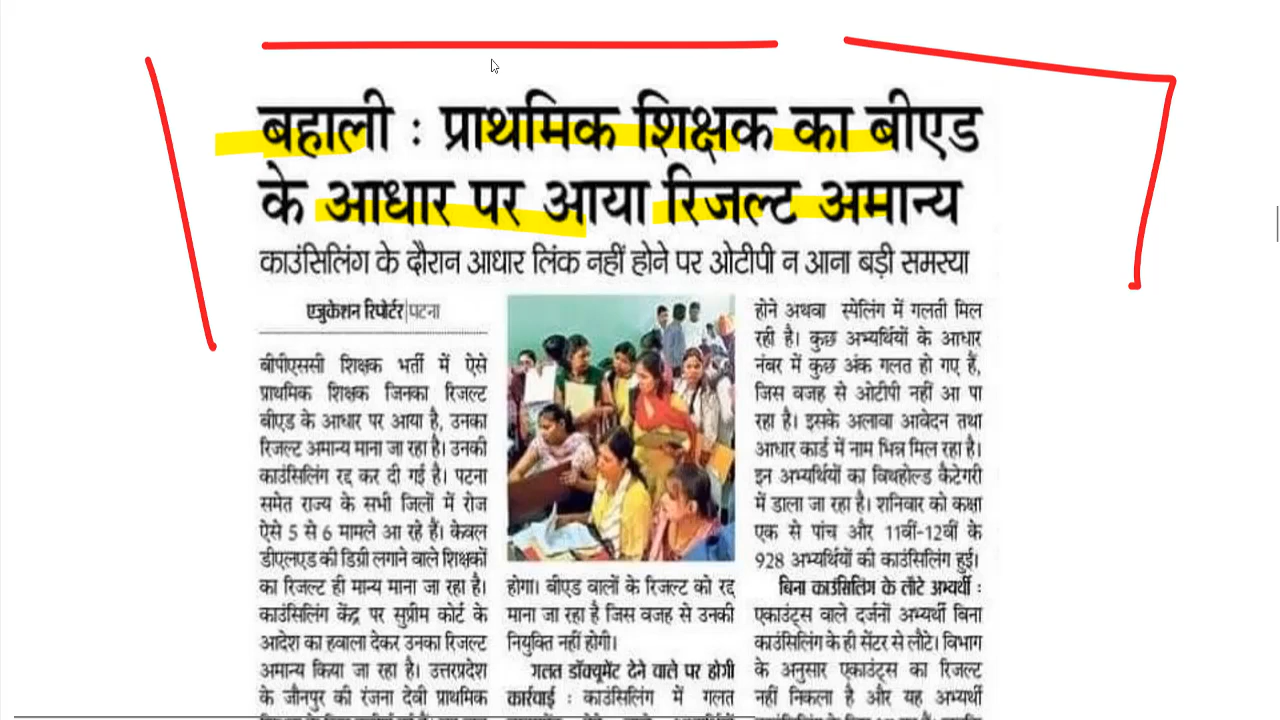 बहाली : प्राथमिक शिक्षक का बीएड
के आधार पर आया रिजल्ट अमान्य
काउंसिलिंग के दौरान आधार लिंक नहीं होने पर ओटीपी न आना बड़ी समस्या
एजुकेशन रिपोर्टर|पटना
बीपीएससी शिक्षक भर्ती में ऐसे
प्राथमिक शिक्षक जिनका रिजल्ट
बीएड के आधार पर आया है, उनका
रिजल्ट अमान्य माना जा रहा है। उनकी
काउंसिलिंग रद्द कर दी गई है। पटना
समेत राज्य के सभी जिलों में रोज
ऐसे 5 से 6 मामले आ रहे हैं। केवल
डीएलएड की डिग्री लगाने वाले शिक्षकों
का रिजल्ट ही मान्य माना जा रहा है।
काउंसिलिंग केंद्र पर सुप्रीम कोर्ट के
आदेश का हवाला देकर उनका रिजल्ट
अमान्य किया जा रहा है। उत्तरप्रदेश
के जौनपुर की रंजना देवी प्राथमिक
होगा। बीएड वालों के रिजल्ट को रद्द
माना जा रहा है जिस वजह से उनकी
नियुक्ति नहीं होगी।
गलत डॉक्यूमेंट देने वाले पर होगी
कार्रवाई : काउंसिलिंग में गलत
होने अथवा स्पेलिंग में गलती मिल
रही है। कुछ अभ्यर्थियों के आधार
नंबर में कुछ अंक गलत हो गए हैं,
जिस वजह से ओटीपी नहीं आ पा
रहा है। इसके अलावा आवेदन तथा
आधार कार्ड में नाम भिन्न मिल रहा है।
इन अभ्यर्थियों का विथहोल्ड कैटेगरी
में डाला जा रहा है। शनिवार को कक्षा
एक से पांच और 11वीं-12वीं के
928 अभ्यर्थियों की काउंसिलिंग हुई।
बिना काउंसिलिंग के लौटे अभ्यर्थी :
एकाउंट्स वाले दर्जनों अभ्यर्थी बिना
काउंसिलिंग के ही सेंटर से लौटे। विभाग
के अनुसार एकाउंट्स का रिजल्ट
नहीं निकला है और यह अभ्यर्थी